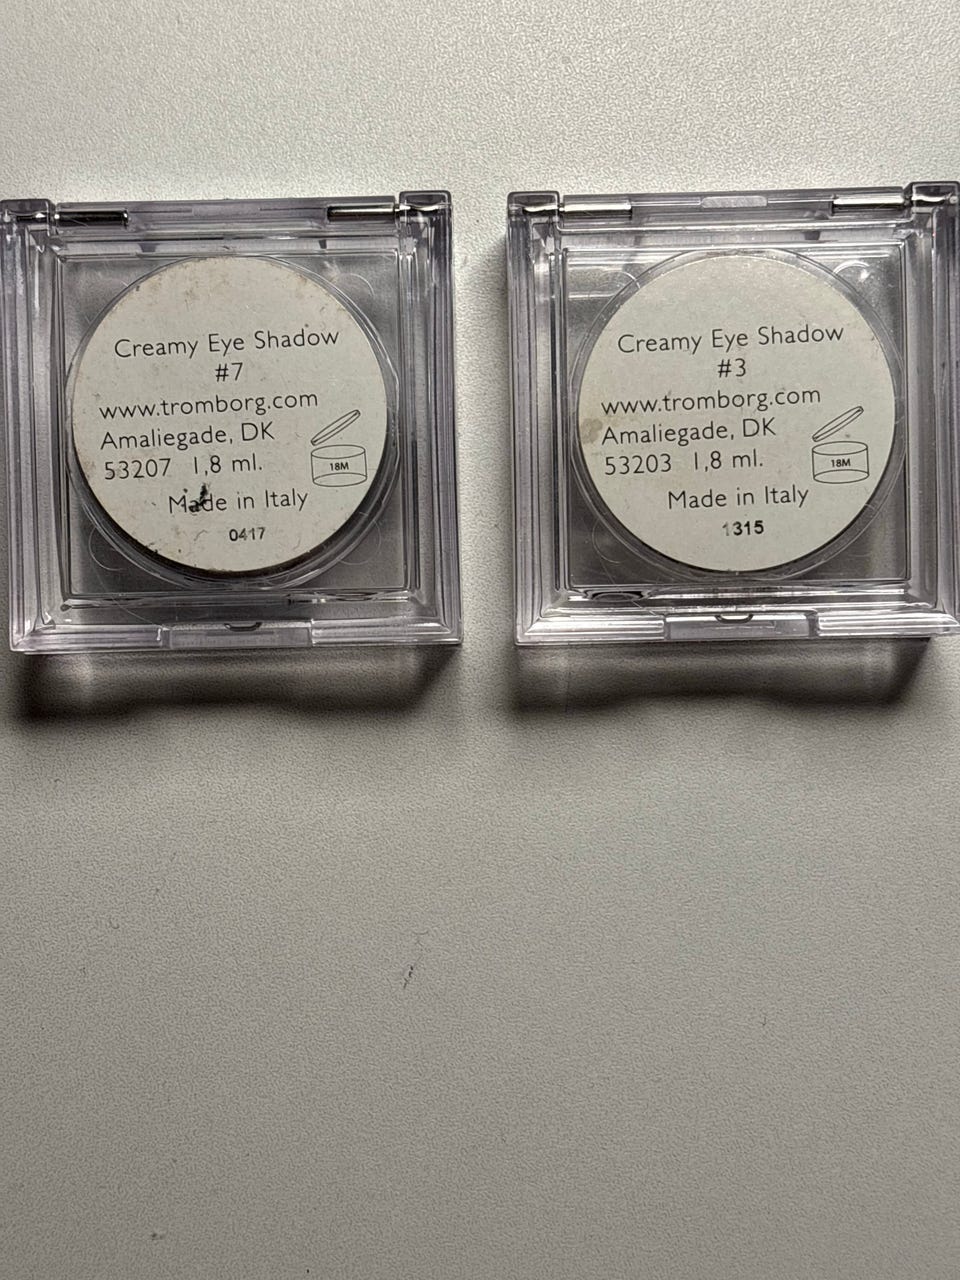 Creamy Eye Shadow
#7
www.tromborg.com
Amaliegade, DK
53207 1,8 ml.
18M
Made in Italy
0417
Creamy Eye Shadow
#3
www.tromborg.com
Amaliegade, DK
53203 1,8 ml.
18M
Made in Italy
1315